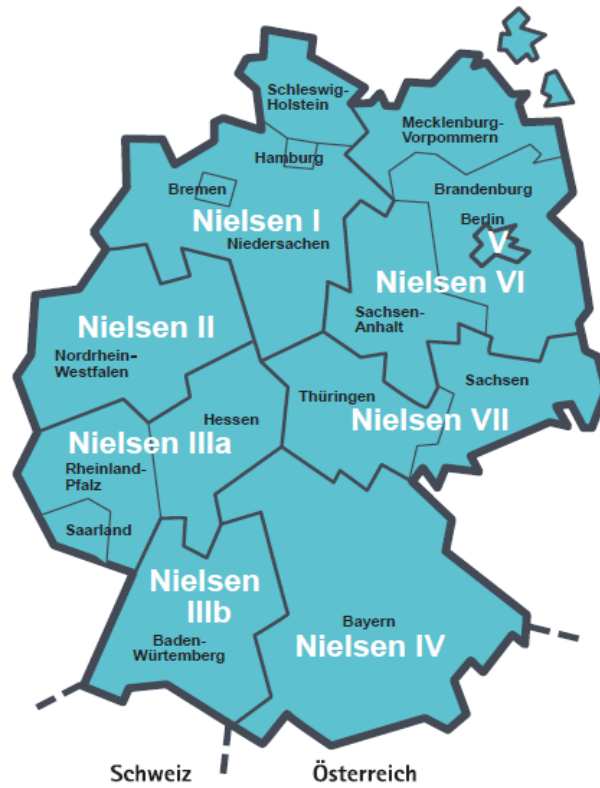 Schleswig-
Holstein
Mecklenburg-
Vorpommern
Hamburg
Bremen
Brandenburg
Berlin
Nielsen I
V
Niedersachen
Nielsen VI
Sachsen-
Anhalt
Nielsen II
Nordrhein-
Westfalen
Sachsen
Thüringen
Hessen
Nielsen VII
Nielsen IIIa
Rheinland-
Pfalz
Saarland
Nielsen
IIIb
Baden-
Würtemberg
Bayern
Nielsen IV
Schweiz
Österreich